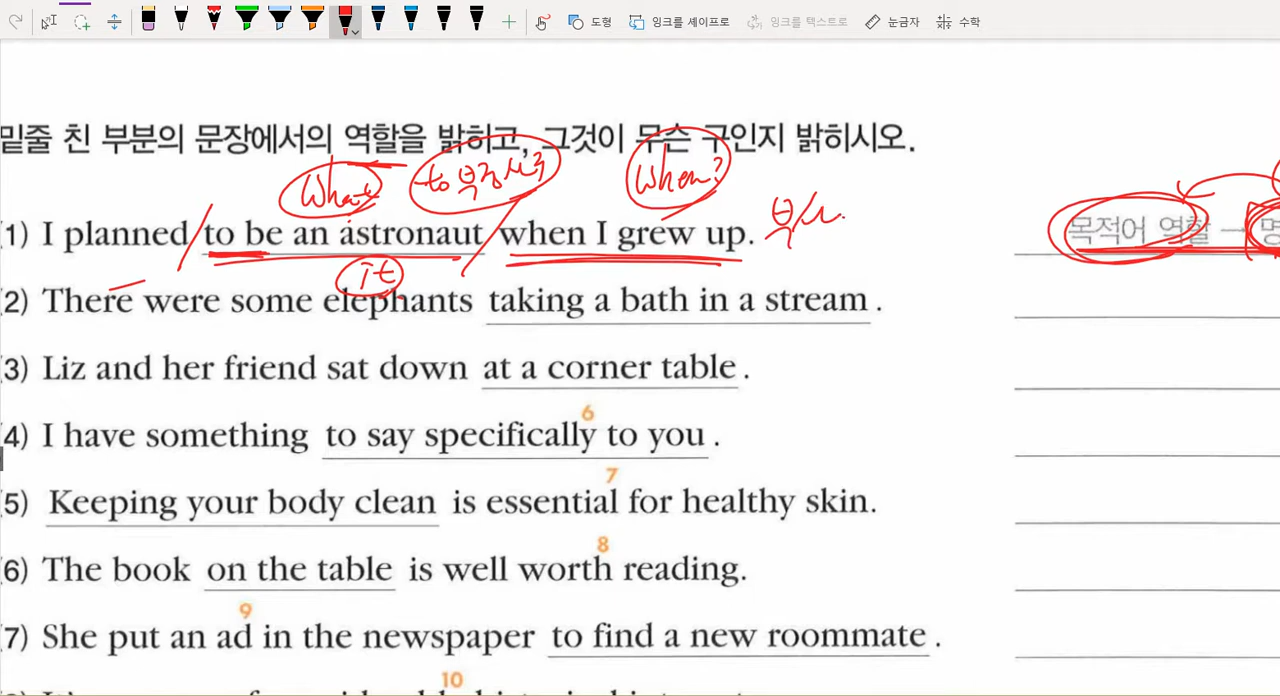 도형 잉크를 셰이프로 잉크를 텍스트로 눈금자 수학
밑줄 친 부분의 문장에서의 역할을 밝히고, 그것이 무슨 구인지 밝히시오.
What to 부정사구 When?
(1) I planned to be an astronaut when I grew up. 부사 목적어 역할 → 명
it
(2) There were some elephants taking a bath in a stream.
(3) Liz and her friend sat down at a corner table.
6
(4) I have something to say specifically to you.
7
(5) Keeping your body clean is essential for healthy skin.
8
(6) The book on the table is well worth reading.
9
(7) She put an ad in the newspaper to find a new roommate.
10